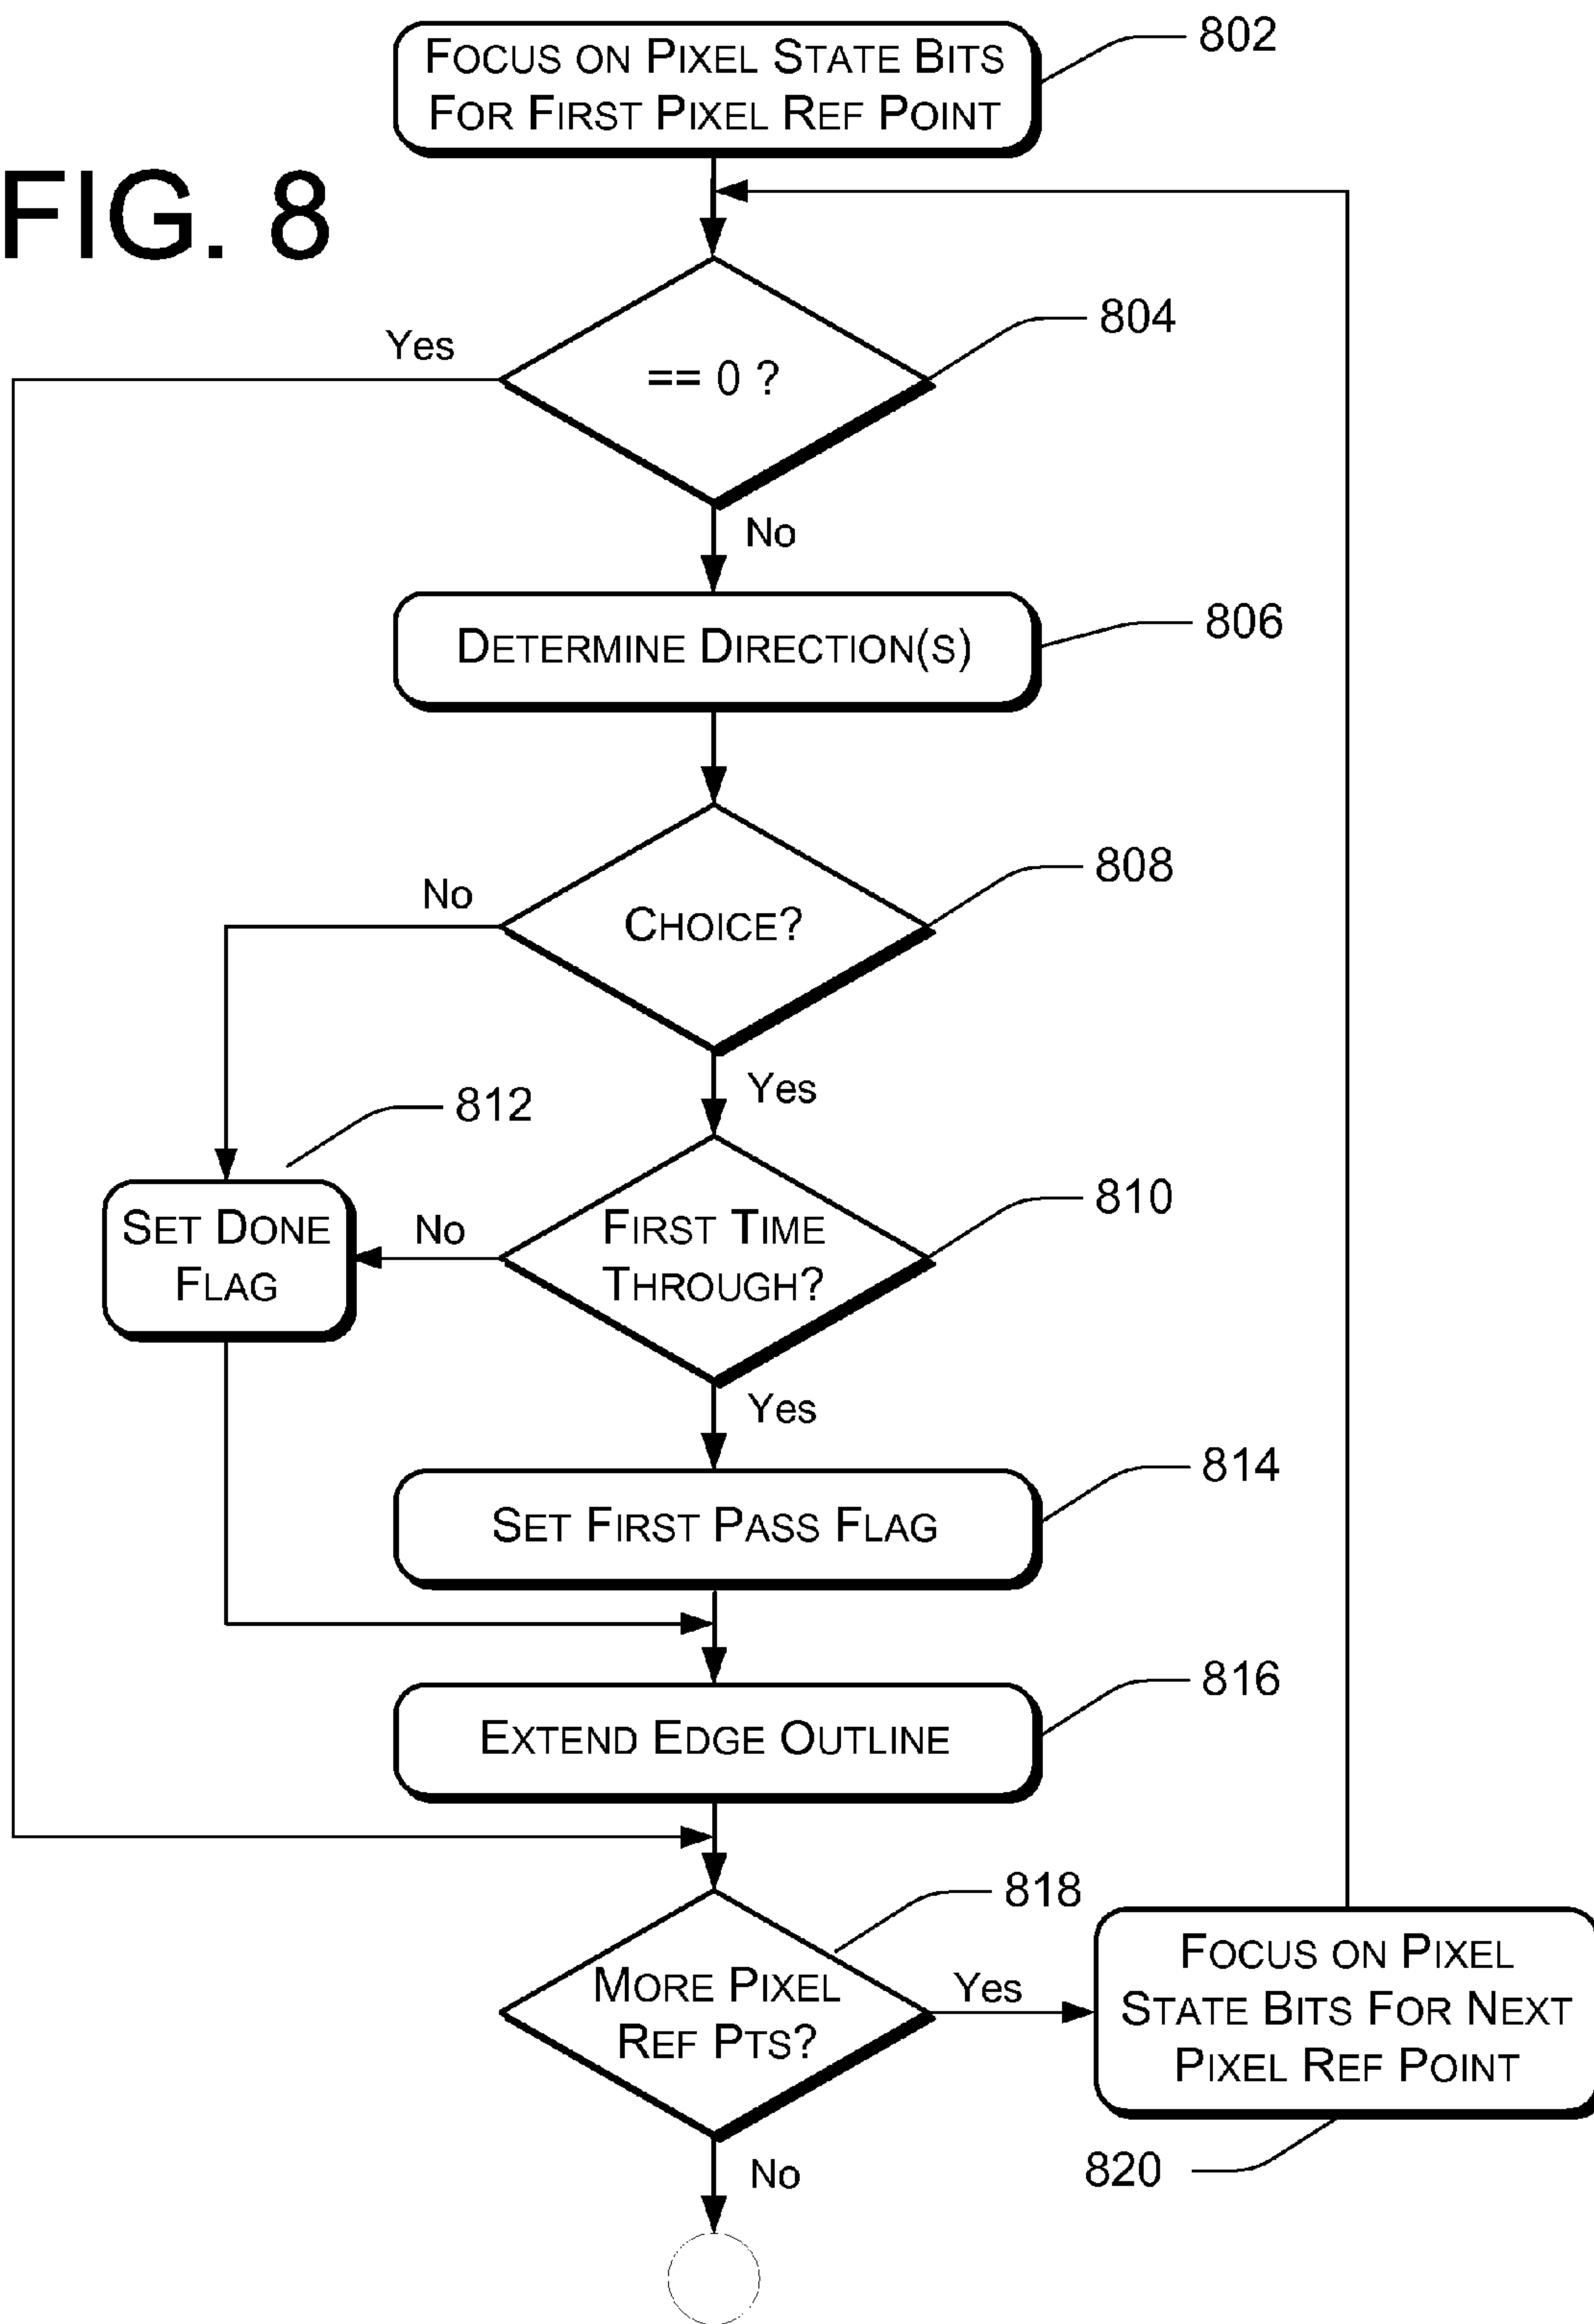 FOCUS ON PIXEL STATE BITS
FOR FIRST PIXEL REF POINT
802
FIG. 8
804
Yes
== 0 ?
No
DETERMINE DIRECTION(S)
806
808
No
CHOICE?
Yes
812
810
SET DONE
FLAG
No
FIRST TIME
THROUGH?
Yes
814
SET FIRST PASS FLAG
816
EXTEND EDGE OUTLINE
818
MORE PIXEL
REF PTS?
Yes
FOCUS ON PIXEL
STATE BITS FOR NEXT
PIXEL REF POINT
820
No